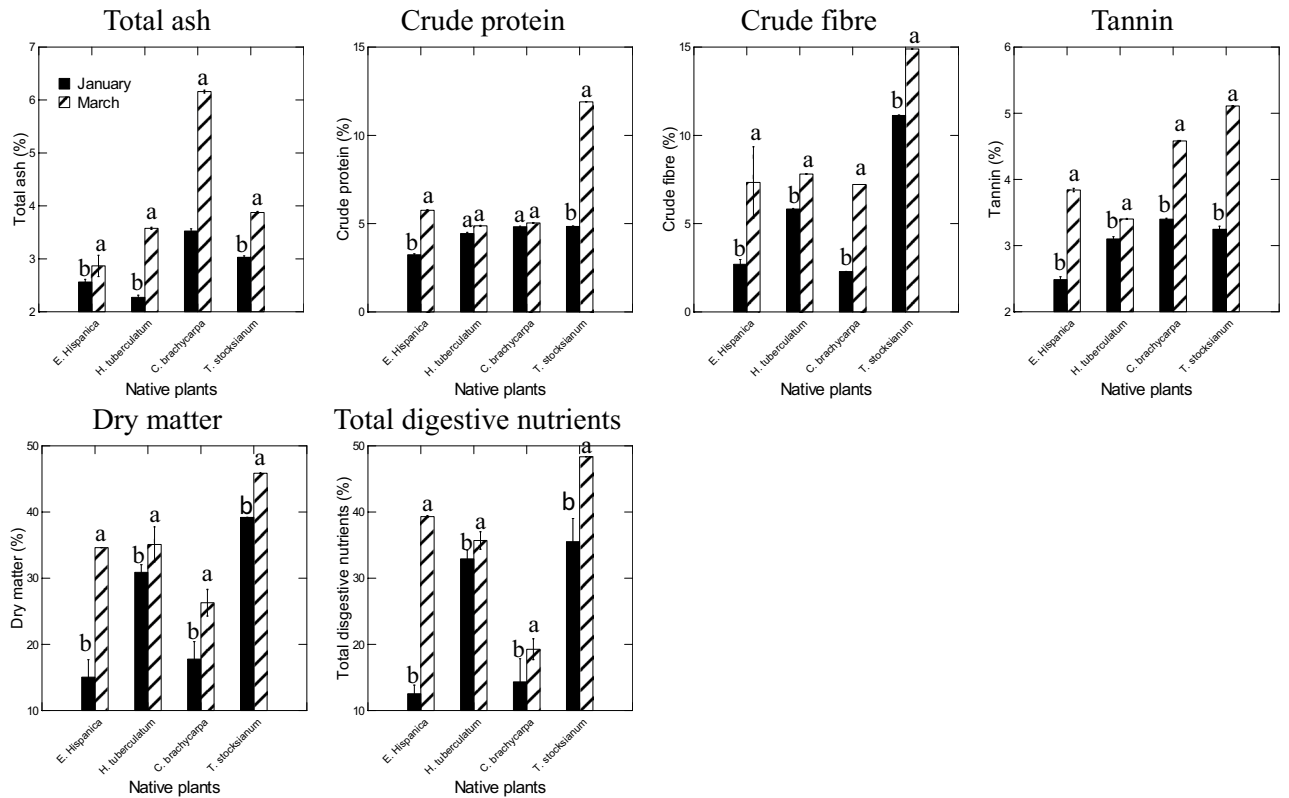 Total ash
Crude protein
Crude fibre
Tannin
7
6
5
4
3
2
Total ash (%)
January
March
b a
b a
a
b a
E. Hispanica
H. tuberculatum
C. brachycarpa
T. stocksianum
Native plants
15
10
5
0
Crude protein (%)
b a
a a
a a
b a
E. Hispanica
H. tuberculatum
C. brachycarpa
T. stocksianum
Native plants
15
10
5
0
Crude fibre (%)
b a
b a
b a
b a
E. Hispanica
H. tuberculatum
C. brachycarpa
T. stocksianum
Native plants
6
5
4
3
2
Tannin (%)
b a
b a
b a
b a
E. Hispanica
H. tuberculatum
C. brachycarpa
T. stocksianum
Native plants
Dry matter
Total digestive nutrients
50
40
30
20
10
Dry matter (%)
b a
b a
b a
b a
E. Hispanica
H. tuberculatum
C. brachycarpa
T. stocksianum
Native plants
50
40
30
20
10
Total disgestive nutrients (%)
b a
b a
b a
b a
E. Hispanica
H. tuberculatum
C. brachycarpa
T. stocksianum
Native plants